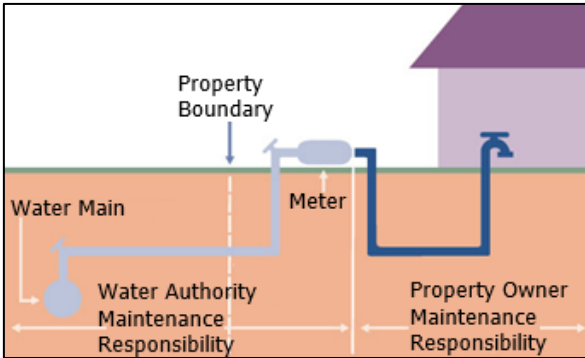 Property
Boundary
Water Main
Meter
Water Authority
Maintenance
Responsibility
Property Owner
Maintenance
Responsibility